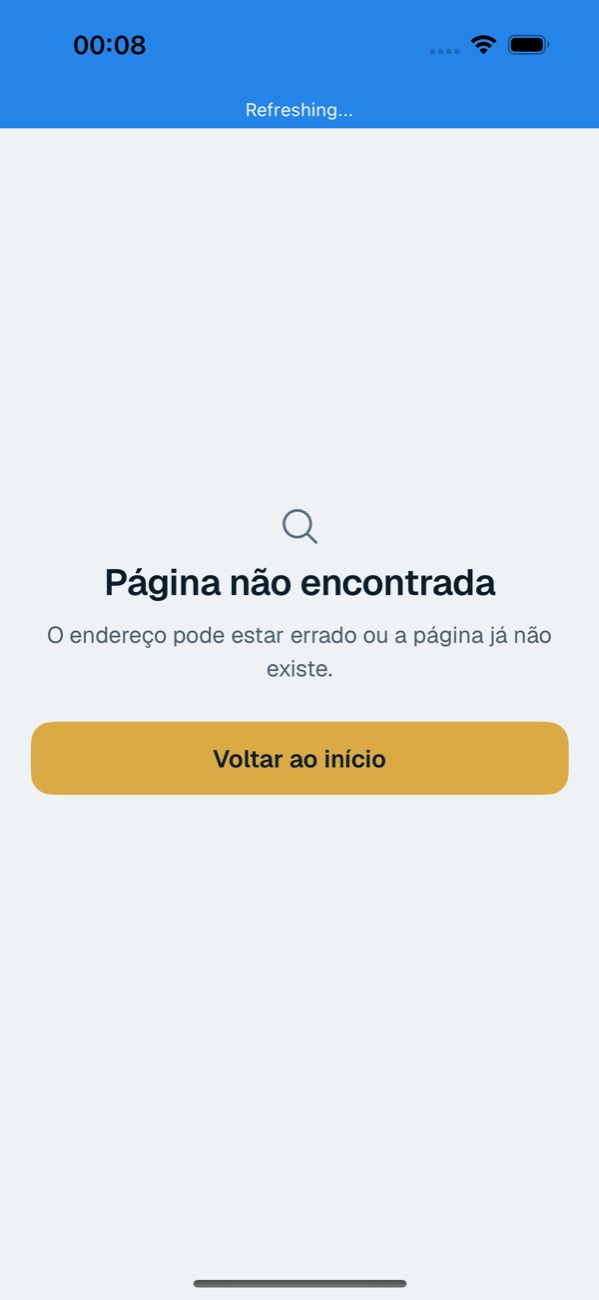 00:08
Refreshing...
Página não encontrada
O endereço pode estar errado ou a página já não
existe.
Voltar ao início